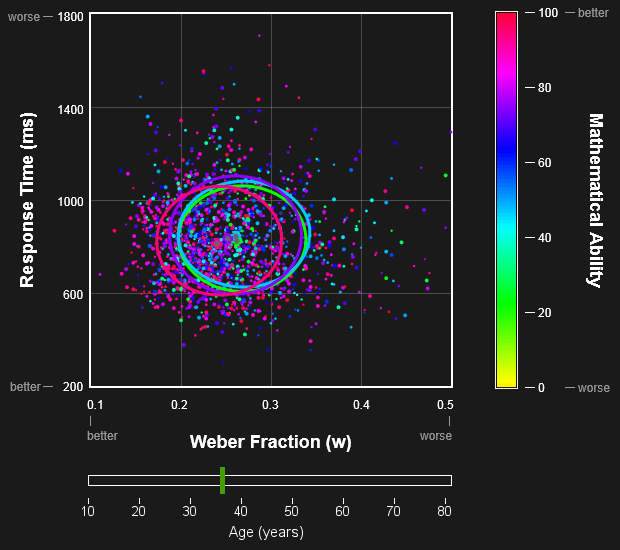 worse 1800 100 better
80
1400
Response Time (ms) Mathematical Ability
60
1000
40
600
20
better 200 0 worse
0.1 0.2 0.3 0.4 0.5
better worse
Weber Fraction (w)
10 20 30 40 50 60 70 80
Age (years)